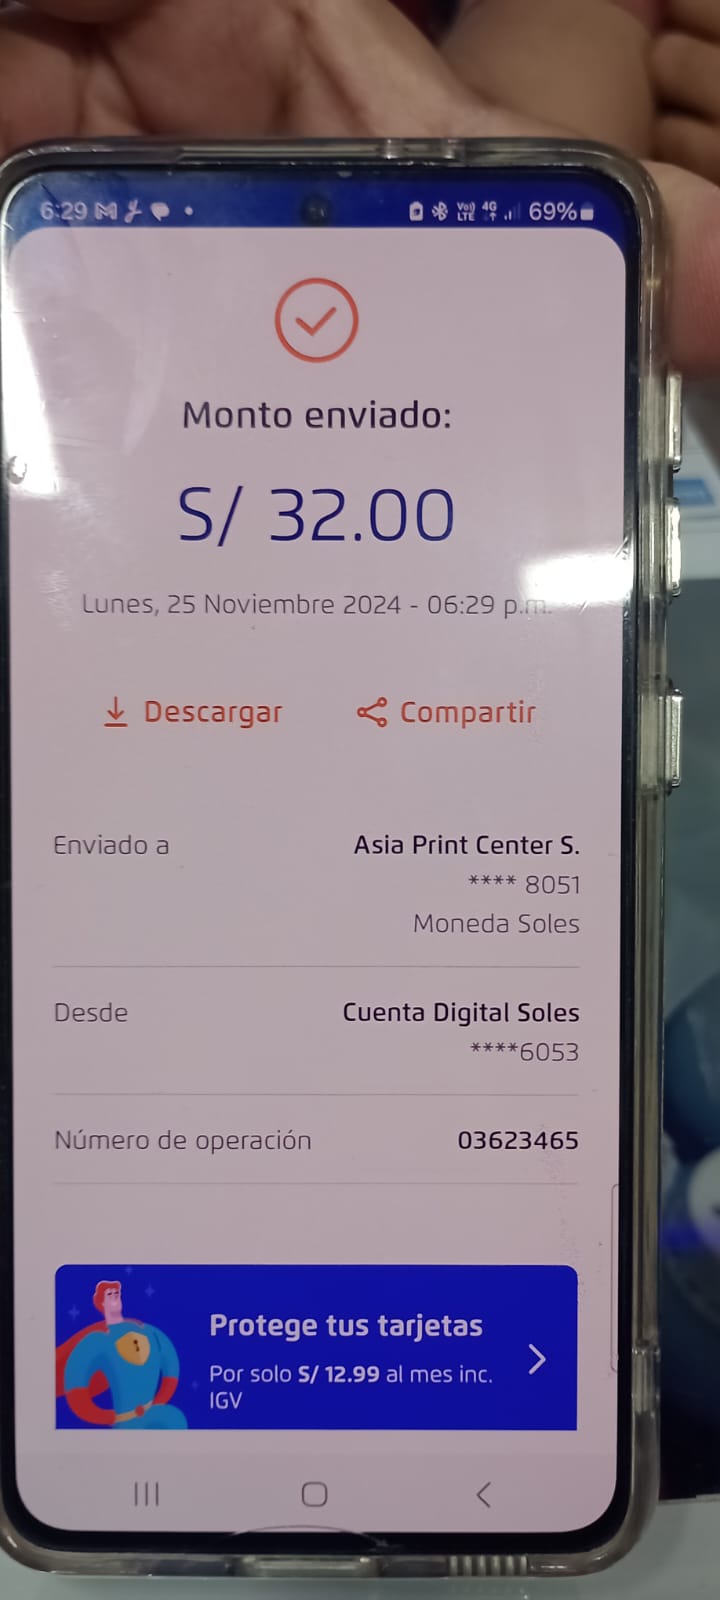 6:29
VoLTE 4G 69%
Monto enviado:
S/ 32.00
Lunes, 25 Noviembre 2024 - 06:29 p.m.
Descargar Compartir
Enviado a Asia Print Center S.
**** 8051
Moneda Soles
Desde Cuenta Digital Soles
****6053
Número de operación 03623465
Protege tus tarjetas
Por solo S/ 12.99 al mes inc.
IGV